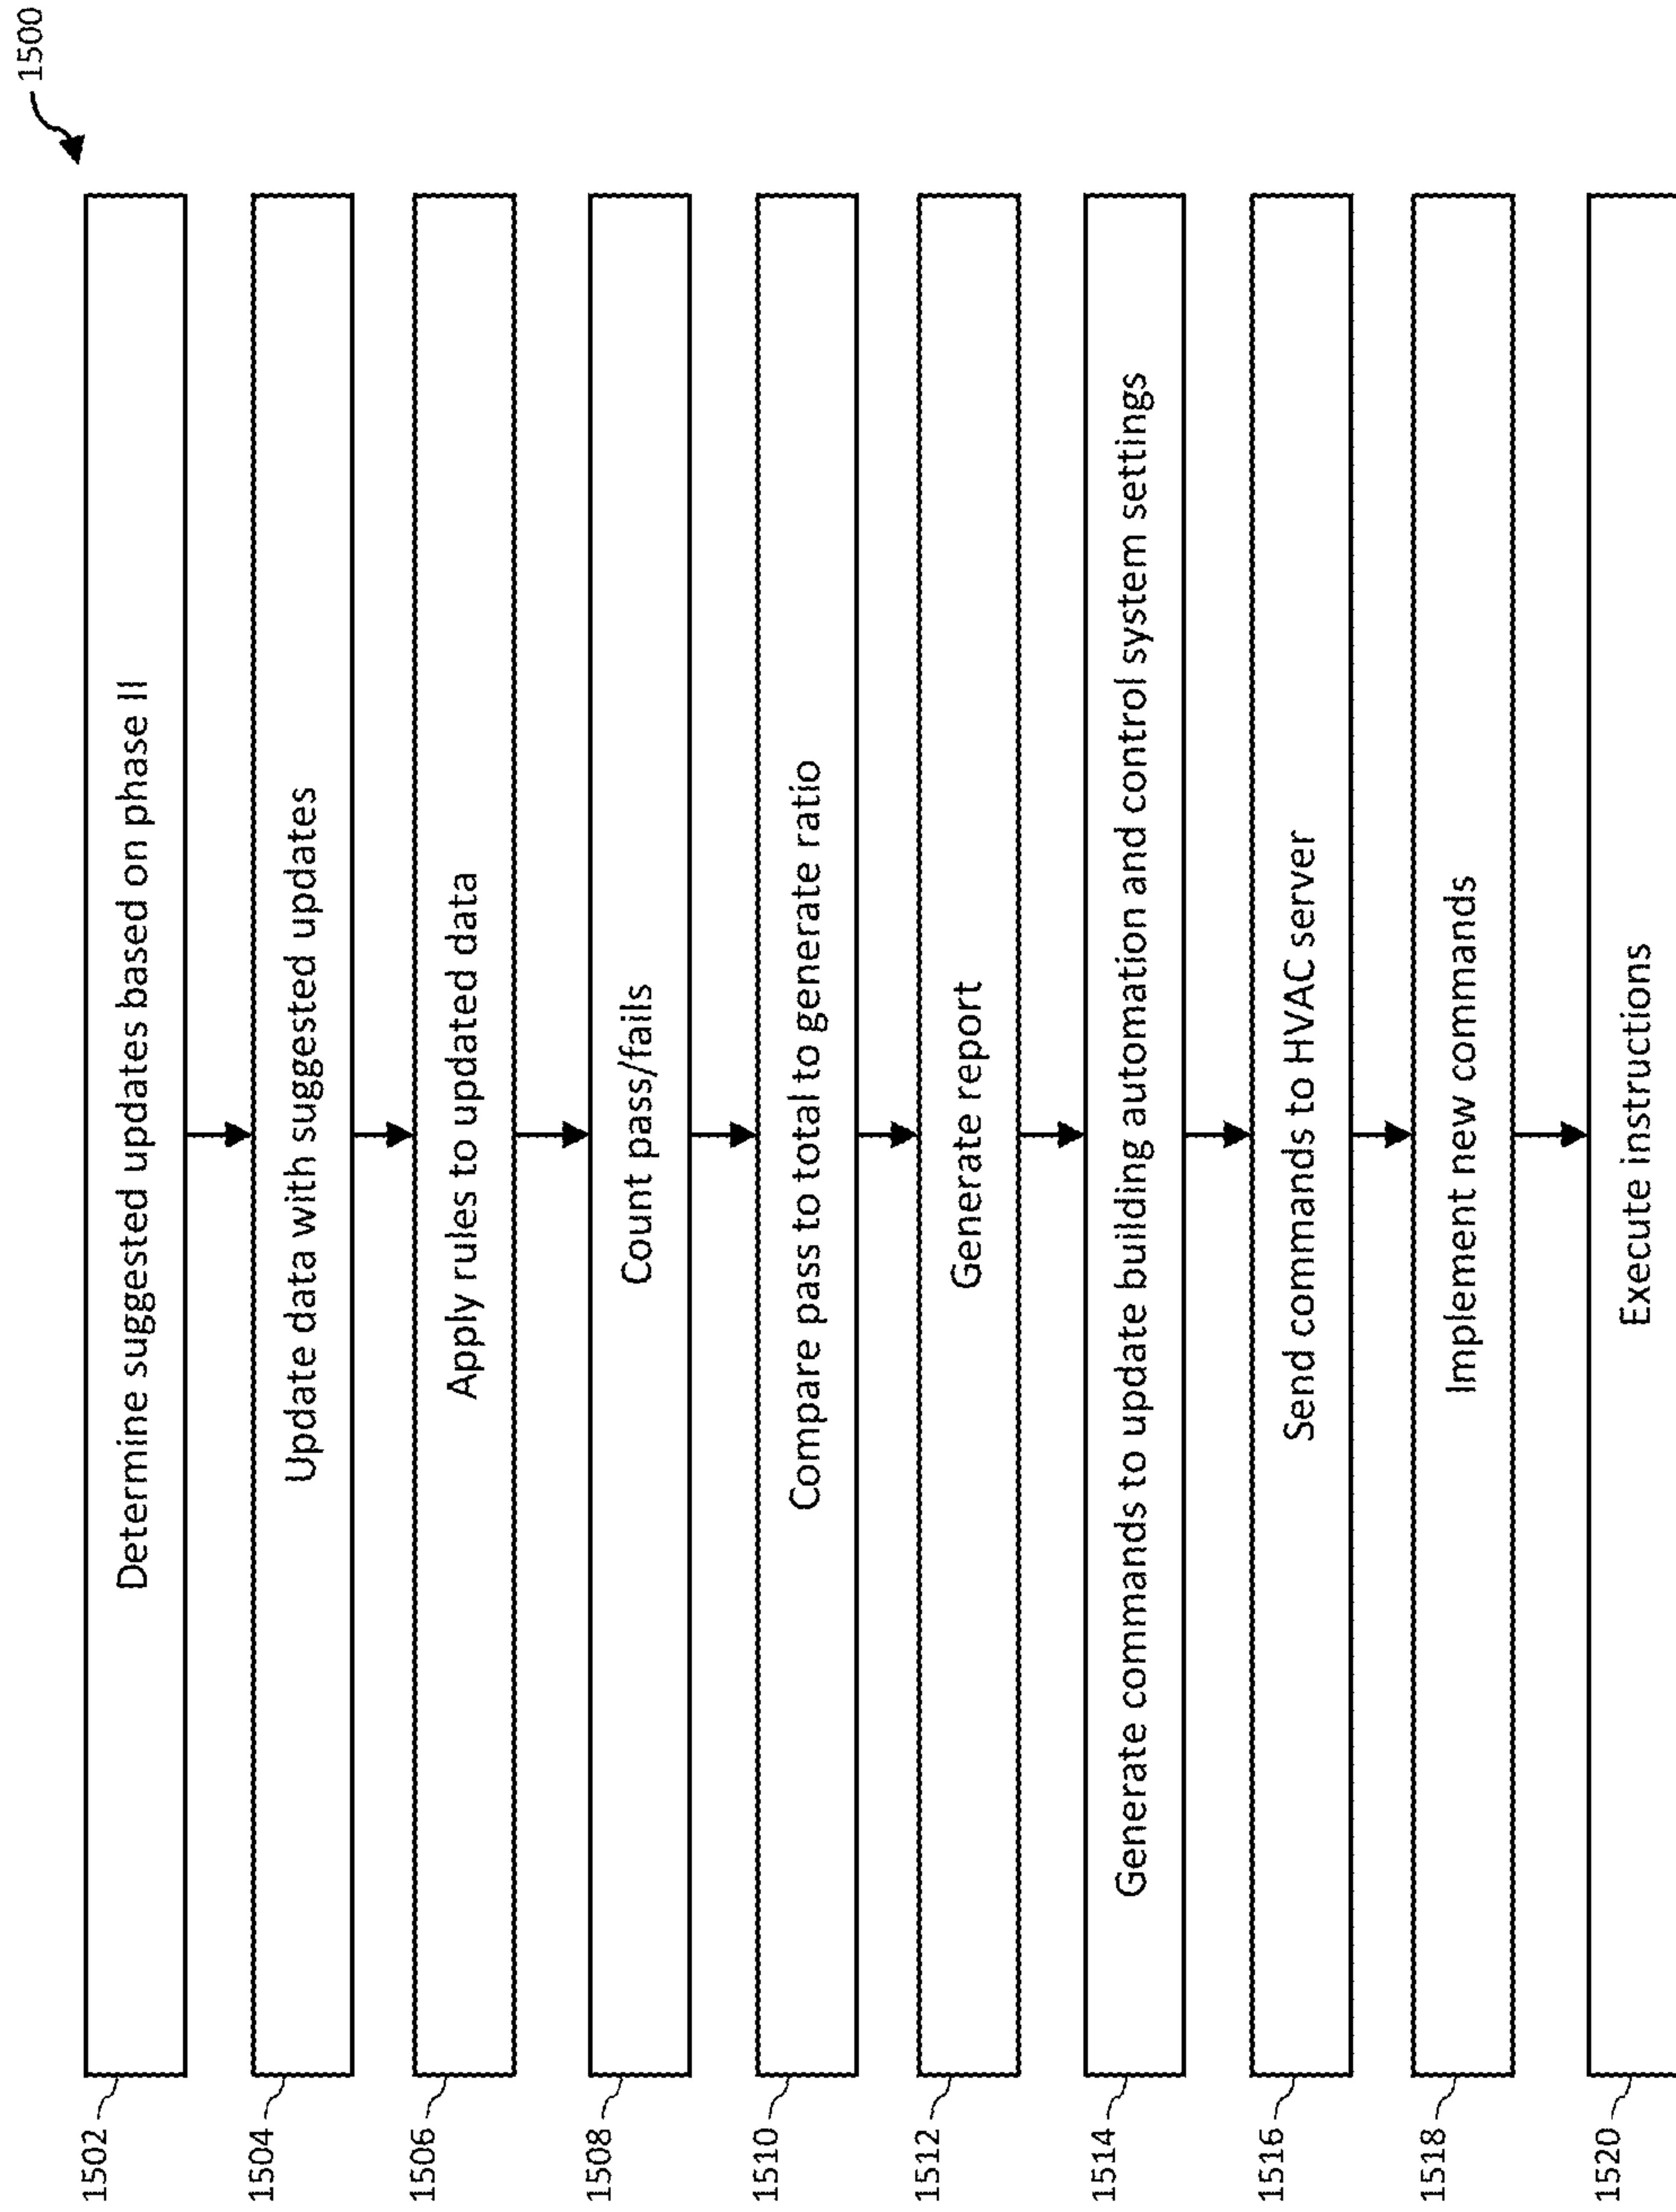 1500
1502
Determine suggested updates based on phase II
1504
Update data with suggested updates
1506
Apply rules to updated data
1508
Count pass/fails
1510
Compare pass to total to generate ratio
1512
Generate report
1514
Generate commands to update building automation and control system settings
1516
Send commands to HVAC server
1518
Implement new commands
1520
Execute instructions